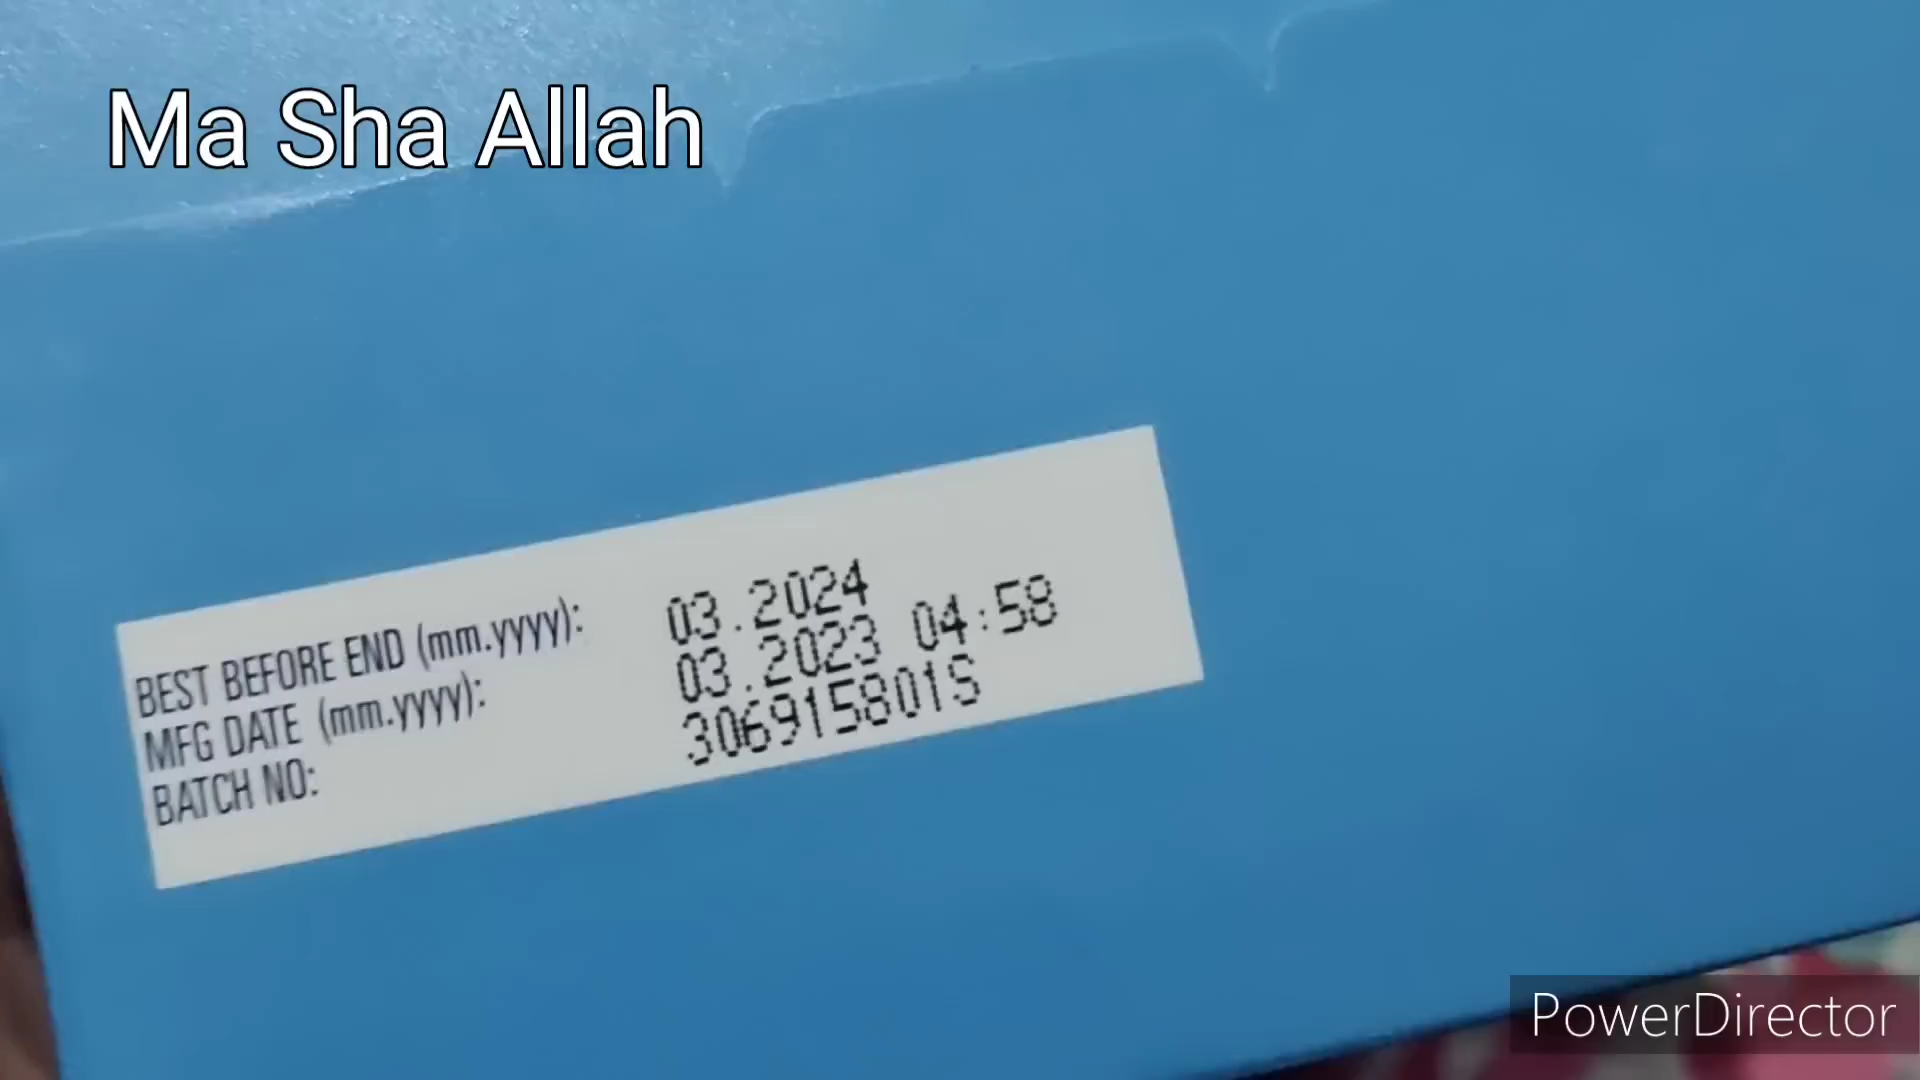 Ma Sha Allah
BEST BEFORE END (mm.yyyy): 03.2024
MFG DATE (mm.yyyy): 03.2023 04:58
BATCH NO: 306915801S
PowerDirector